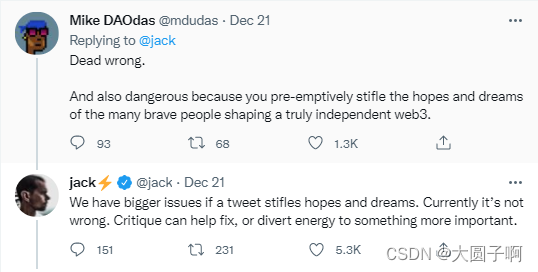 Mike DAOdas @mdudas · Dec 21
Replying to @jack
Dead wrong.
And also dangerous because you pre-emptively stifle the hopes and dreams
of the many brave people shaping a truly independent web3.
93 68 1.3K
jack⚡ @jack · Dec 21
We have bigger issues if a tweet stifles hopes and dreams. Currently it's not
wrong. Critique can help fix, or divert energy to something more important.
151 231 5.3K
CSDN @大圆子啊